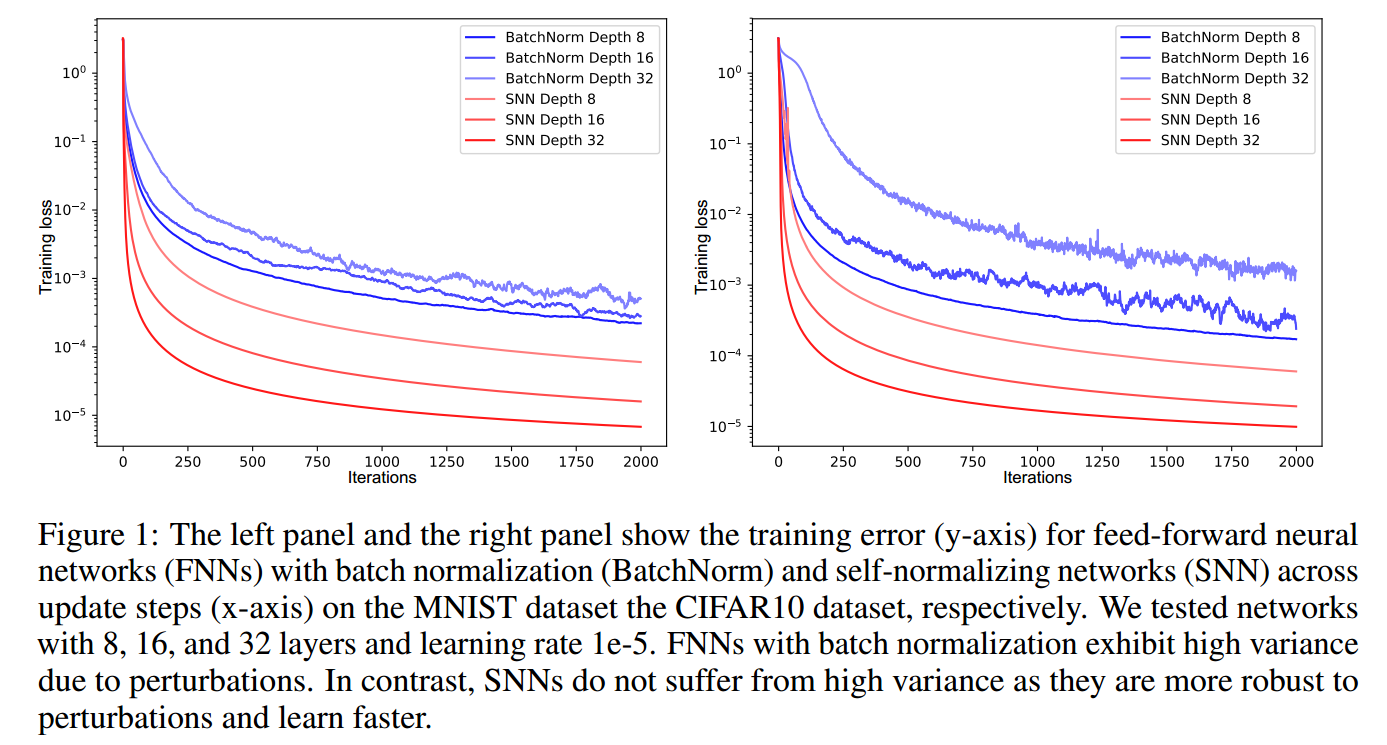 BatchNorm Depth 8
BatchNorm Depth 16
BatchNorm Depth 32
SNN Depth 8
SNN Depth 16
SNN Depth 32
10⁰
10⁻¹
10⁻²
10⁻³
10⁻⁴
10⁻⁵
Training loss
0 250 500 750 1000 1250 1500 1750 2000
Iterations
BatchNorm Depth 8
BatchNorm Depth 16
BatchNorm Depth 32
SNN Depth 8
SNN Depth 16
SNN Depth 32
10⁰
10⁻¹
10⁻²
10⁻³
10⁻⁴
10⁻⁵
Training loss
0 250 500 750 1000 1250 1500 1750 2000
Iterations
Figure 1: The left panel and the right panel show the training error (y-axis) for feed-forward neural
networks (FNNs) with batch normalization (BatchNorm) and self-normalizing networks (SNN) across
update steps (x-axis) on the MNIST dataset the CIFAR10 dataset, respectively. We tested networks
with 8, 16, and 32 layers and learning rate 1e-5. FNNs with batch normalization exhibit high variance
due to perturbations. In contrast, SNNs do not suffer from high variance as they are more robust to
perturbations and learn faster.